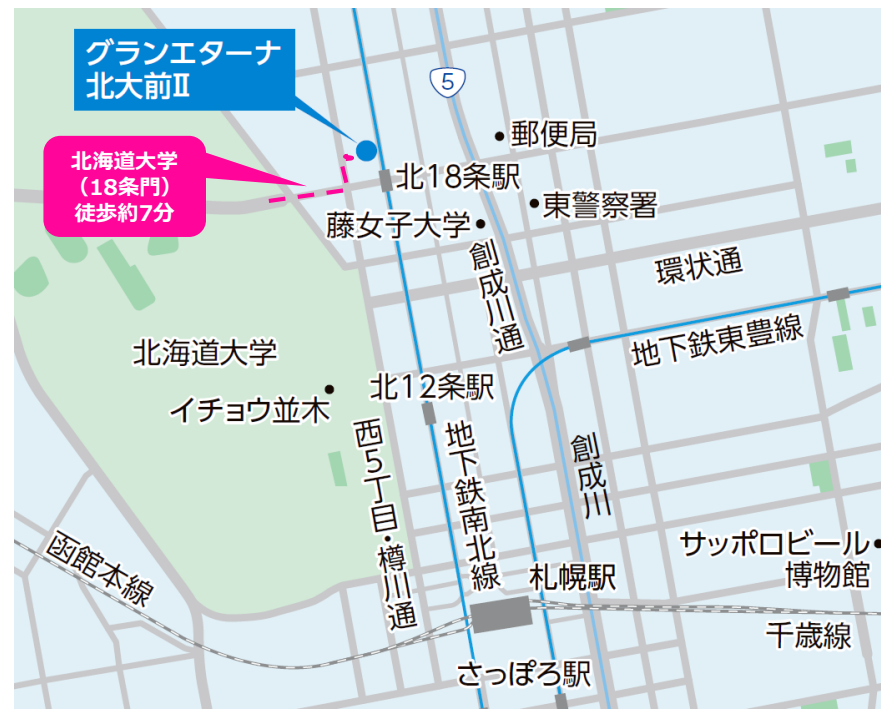 グランエターナ
北大前Ⅱ
5
郵便局
北海道大学
（18条門）
徒歩約7分
北18条駅
東警察署
藤女子大学
創成川通
環状通
地下鉄東豊線
北海道大学
北12条駅
イチョウ並木
西5丁目・樽川通
地下鉄南北線
創成川
函館本線
サッポロビール
博物館
札幌駅
千歳線
さっぽろ駅